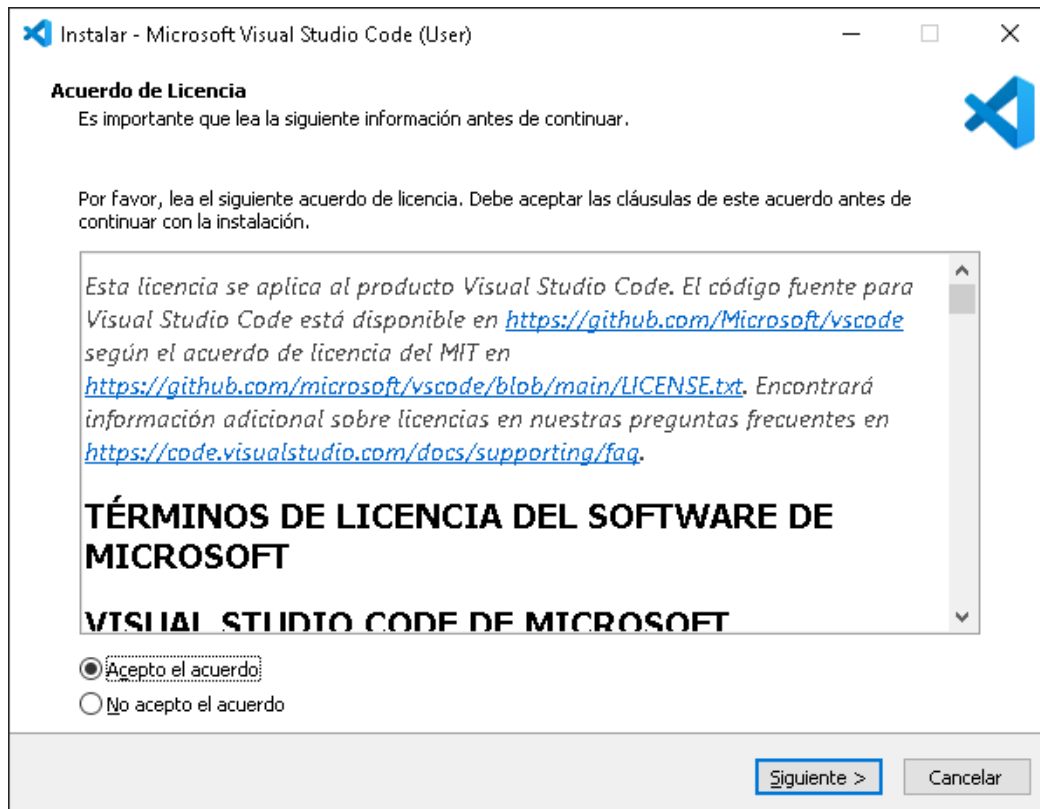 Instalar - Microsoft Visual Studio Code (User)
Acuerdo de Licencia
Es importante que lea la siguiente información antes de continuar.
Por favor, lea el siguiente acuerdo de licencia. Debe aceptar las cláusulas de este acuerdo antes de
continuar con la instalación.
Esta licencia se aplica al producto Visual Studio Code. El código fuente para
Visual Studio Code está disponible en https://github.com/Microsoft/vscode
según el acuerdo de licencia del MIT en
https://github.com/microsoft/vscode/blob/main/LICENSE.txt. Encontrará
información adicional sobre licencias en nuestras preguntas frecuentes en
https://code.visualstudio.com/docs/supporting/faq.
TÉRMINOS DE LICENCIA DEL SOFTWARE DE
MICROSOFT
VISUAL STUDIO CODE DE MICROSOFT
Acepto el acuerdo
No acepto el acuerdo
Siguiente >
Cancelar